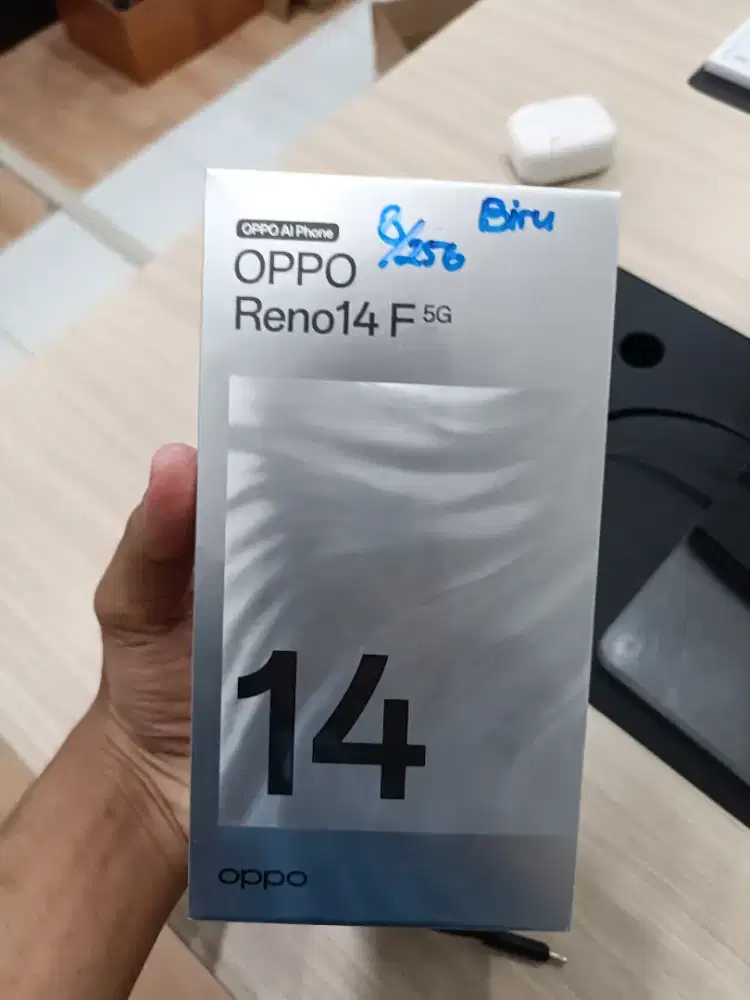 OPPO AI Phone
8/256 Biru
OPPO
Reno14 F 5G
14
oppo